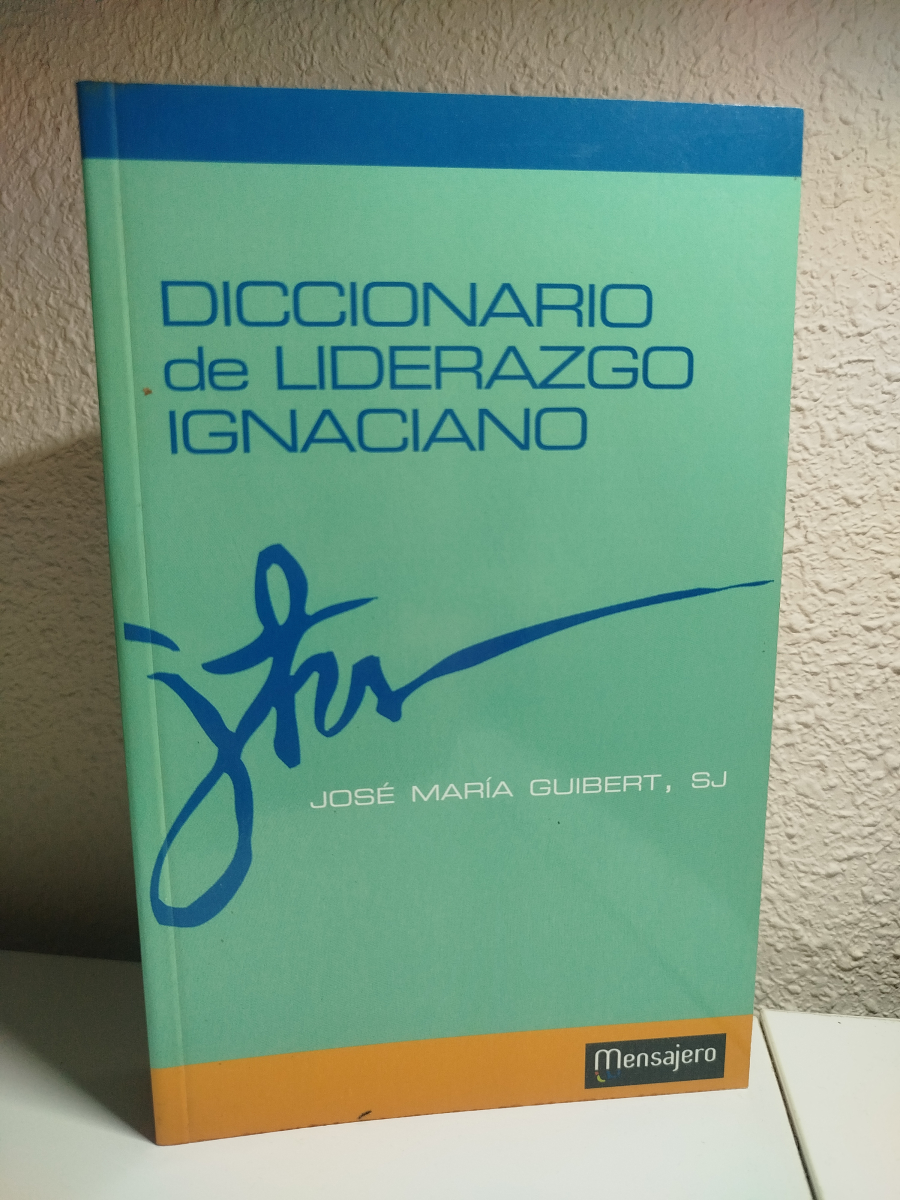 DICCIONARIO
de LIDERAZGO
IGNACIANO
JOSÉ MARÍA GUIBERT, SJ
Mensajero